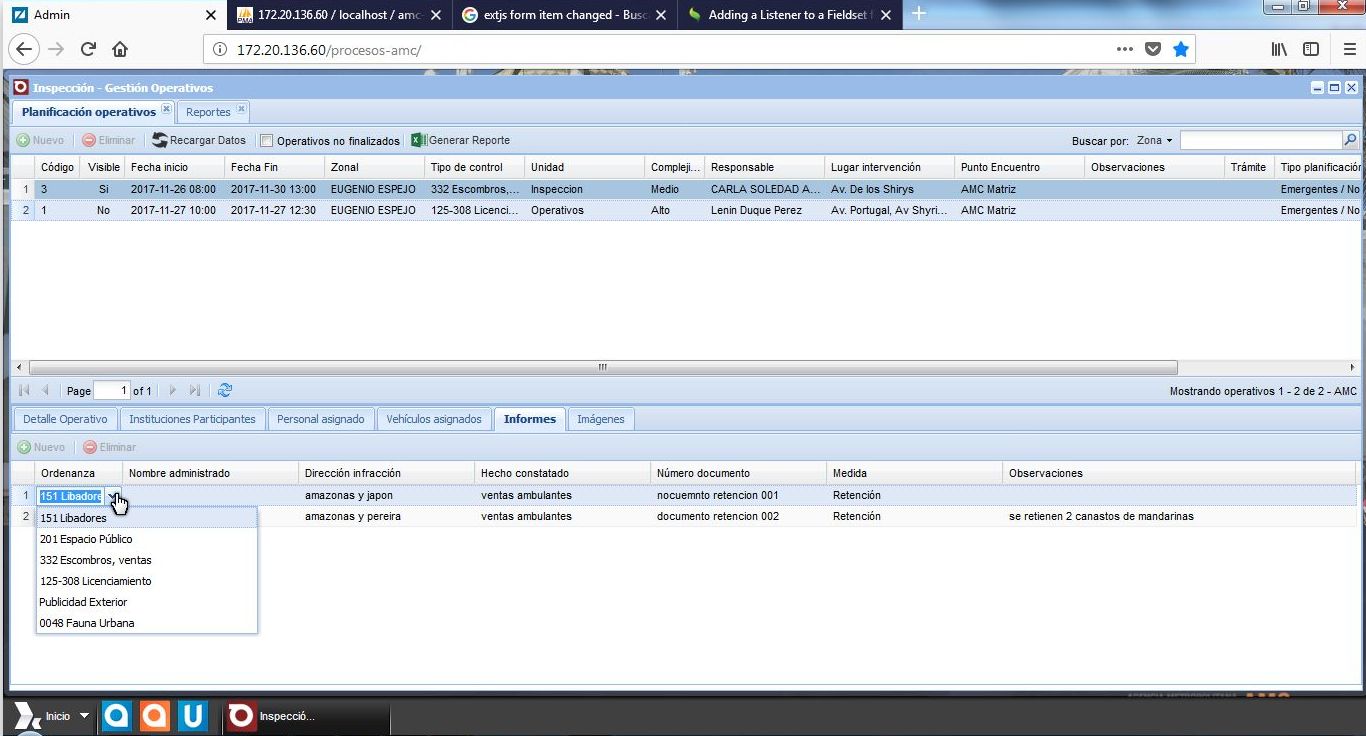 Admin
172.20.136.60 / localhost / amc-
extjs form item changed - Busc
Adding a Listener to a Fieldset f
172.20.136.60/procesos-amc/
Inspección - Gestión Operativos
Planificación operativos
Reportes
Nuevo
Eliminar
Recargar Datos
Operativos no finalizados
Generar Reporte
Buscar por: Zona
Código Visible Fecha inicio Fecha Fin Zonal Tipo de control Unidad Compleji... Responsable Lugar intervención Punto Encuentro Observaciones Trámite Tipo planificación
1 3 Si 2017-11-26 08:00 2017-11-30 13:00 EUGENIO ESPEJO 332 Escombros,... Inspeccion Medio CARLA SOLEDAD A... Av. De los Shirys AMC Matriz Emergentes / No
2 1 No 2017-11-27 10:00 2017-11-27 12:30 EUGENIO ESPEJO 125-308 Licenci... Operativos Alto Lenin Duque Perez Av. Portugal, Av Shyri... AMC Matriz Emergentes / No
Page 1 of 1
Mostrando operativos 1 - 2 de 2 - AMC
Detalle Operativo
Instituciones Participantes
Personal asignado
Vehículos asignados
Informes
Imágenes
Nuevo
Eliminar
Ordenanza Nombre administrado Dirección infracción Hecho constatado Número documento Medida Observaciones
1 151 Libadore amazonas y japon ventas ambulantes nocuemnto retencion 001 Retención
2 amazonas y pereira ventas ambulantes documento retencion 002 Retención se retienen 2 canastos de mandarinas
151 Libadores
201 Espacio Público
332 Escombros, ventas
125-308 Licenciamiento
Publicidad Exterior
0048 Fauna Urbana
Inicio
Inspecció...